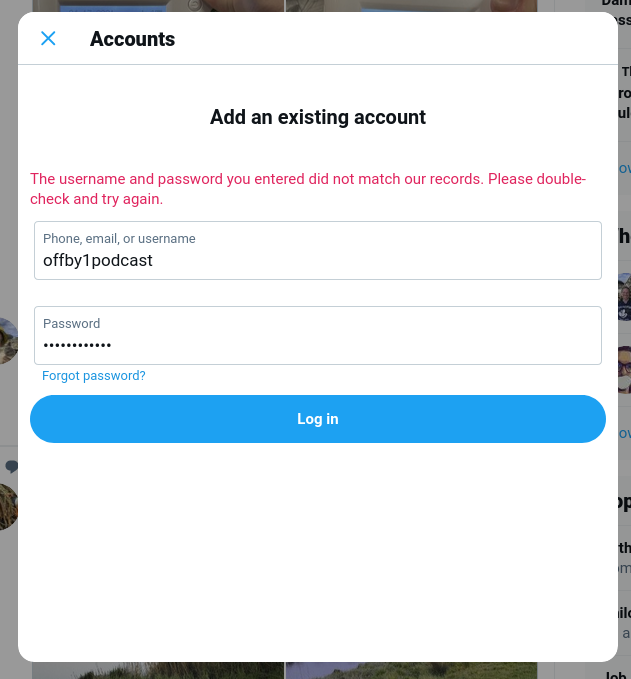 Accounts
Add an existing account
The username and password you entered did not match our records. Please double-
check and try again.
Phone, email, or username
offby1podcast
Password
••••••••••••
Forgot password?
Log in